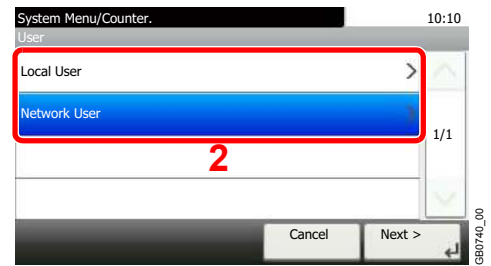 System Menu/Counter. 10:10
User
Local User
Network User
1/1
2
Cancel Next >
GB0740_00